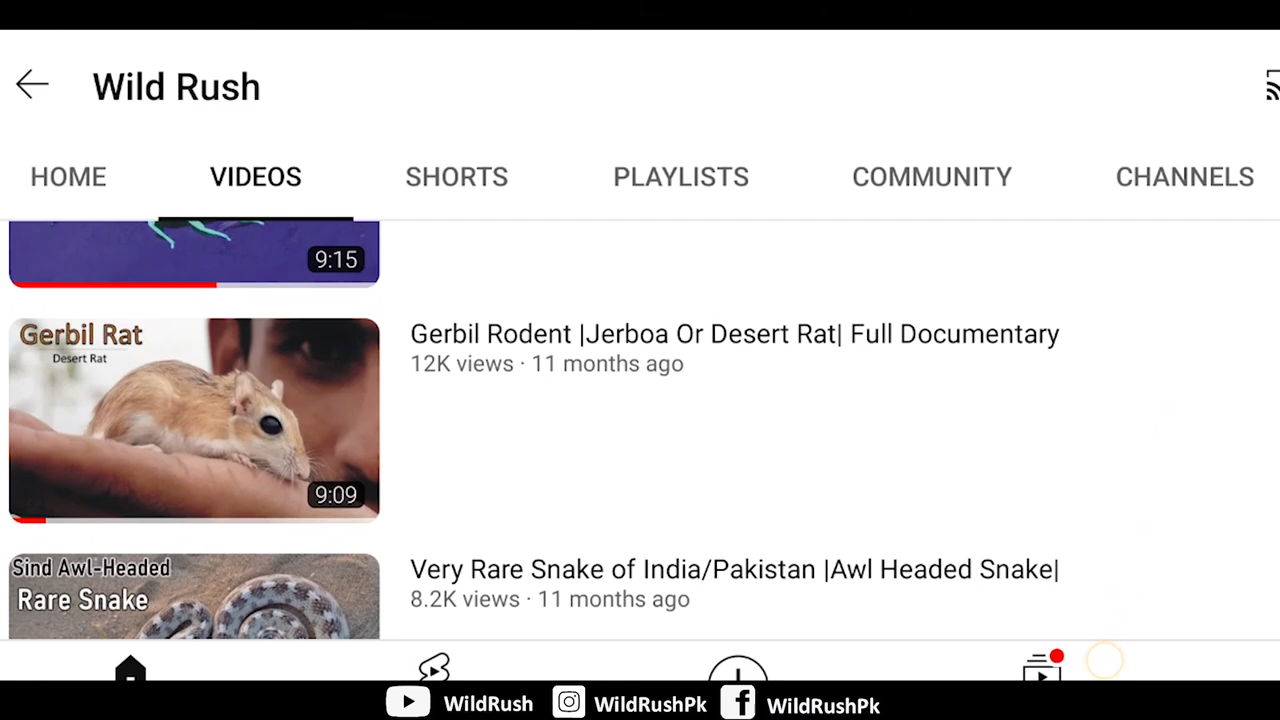 Wild Rush
HOME VIDEOS SHORTS PLAYLISTS COMMUNITY CHANNELS
9:15
Gerbil Rat
Desert Rat
9:09
Gerbil Rodent |Jerboa Or Desert Rat| Full Documentary
12K views · 11 months ago
Sind Awl-Headed
Rare Snake
Very Rare Snake of India/Pakistan |Awl Headed Snake|
8.2K views · 11 months ago
WildRush WildRushPk WildRushPk